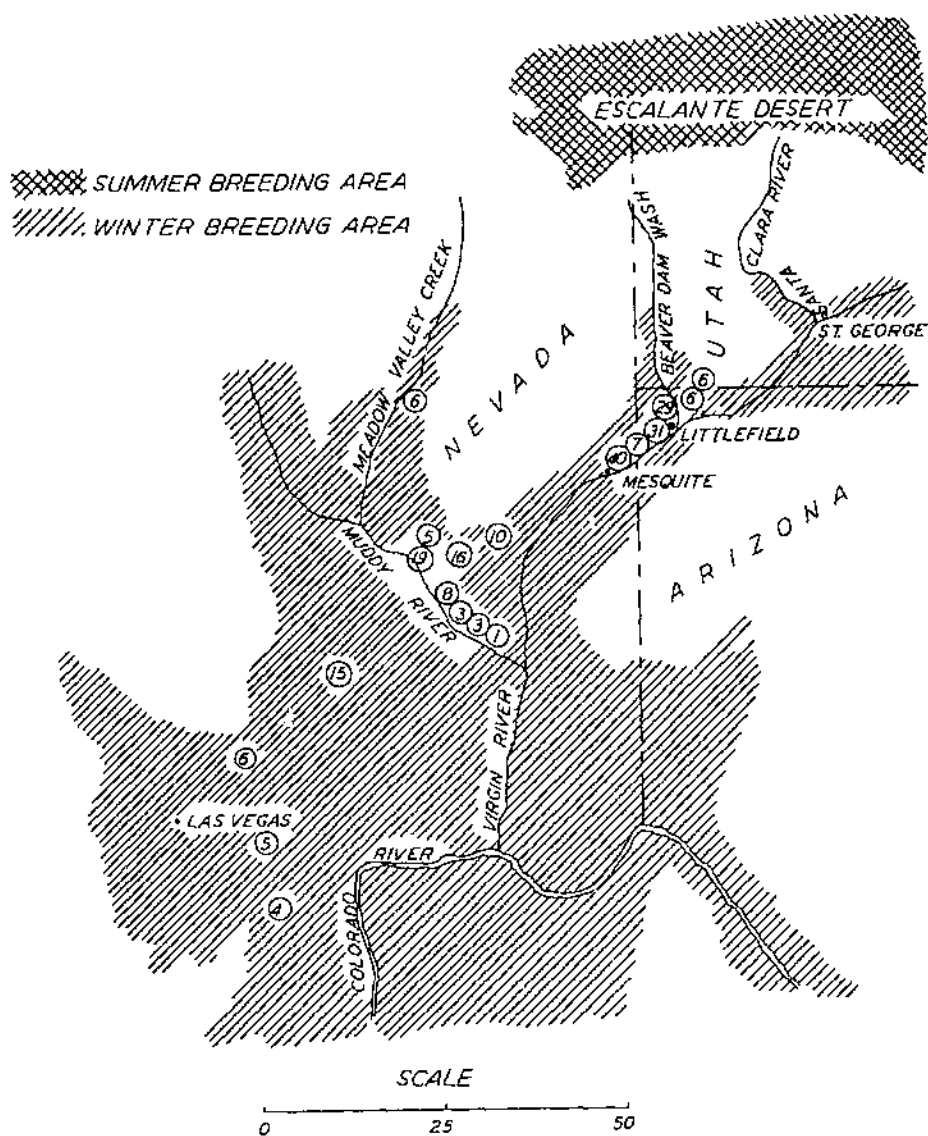 ESCALANTE DESERT
SUMMER BREEDING AREA
WINTER BREEDING AREA
MEADOW VALLEY CREEK
NEVADA
BEAVER DAM WASH
UTAH
SANTA CLARA RIVER
ST. GEORGE
6
6
6
31
7
LITTLEFIELD
MESQUITE
ARIZONA
5
10
19
16
MUDDY RIVER
8
3
3
1
15
6
VIRGIN RIVER
LAS VEGAS
5
4
COLORADO RIVER
SCALE
0 25 50